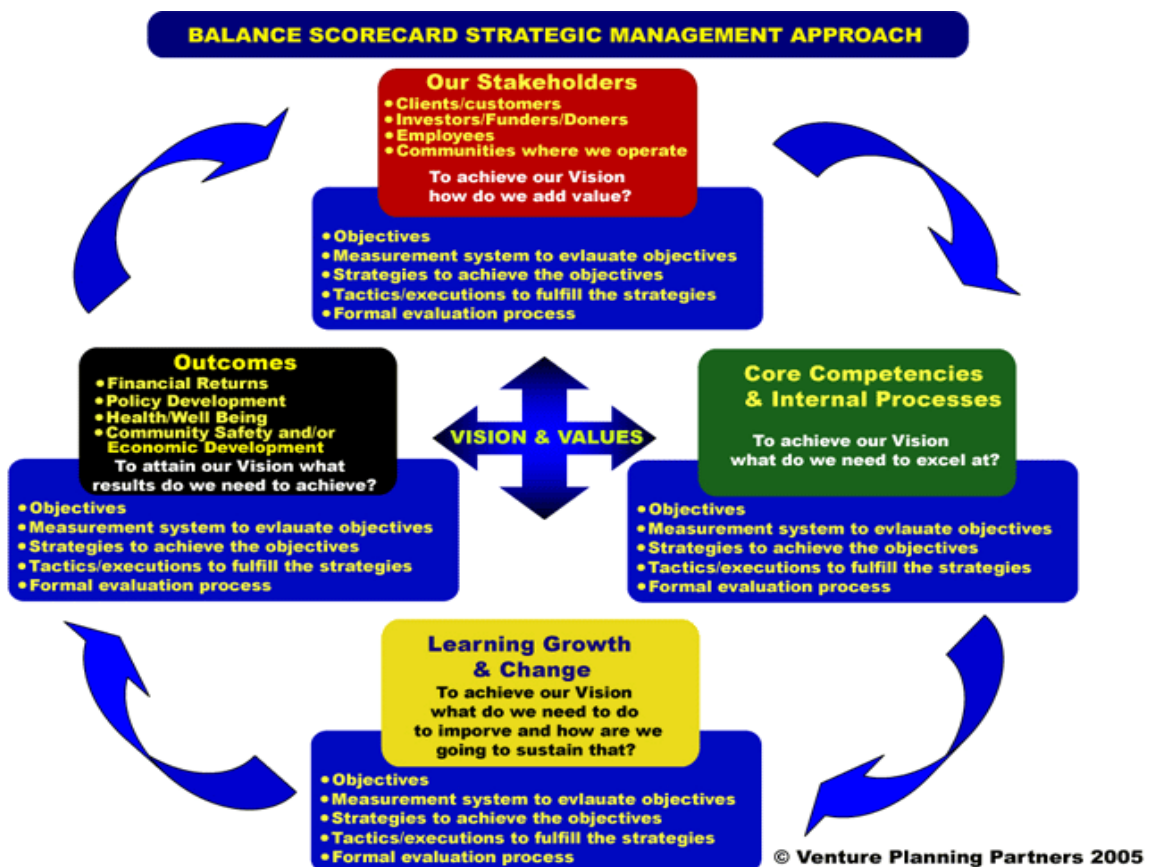 BALANCE SCORECARD STRATEGIC MANAGEMENT APPROACH
Our Stakeholders
•Clients/customers
•Investors/Funders/Doners
•Employees
•Communities where we operate
To achieve our Vision
how do we add value?
•Objectives
•Measurement system to evlauate objectives
•Strategies to achieve the objectives
•Tactics/executions to fulfill the strategies
•Formal evaluation process
Outcomes
•Financial Returns
•Policy Development
•Health/Well Being
•Community Safety and/or
Economic Development
To attain our Vision what
results do we need to achieve?
•Objectives
•Measurement system to evlauate objectives
•Strategies to achieve the objectives
•Tactics/executions to fulfill the strategies
•Formal evaluation process
VISION & VALUES
Core Competencies
& Internal Processes
To achieve our Vision
what do we need to excel at?
•Objectives
•Measurement system to evlauate objectives
•Strategies to achieve the objectives
•Tactics/executions to fulfill the strategies
•Formal evaluation process
Learning Growth
& Change
To achieve our Vision
what do we need to do
to imporve and how are we
going to sustain that?
•Objectives
•Measurement system to evlauate objectives
•Strategies to achieve the objectives
•Tactics/executions to fulfill the strategies
•Formal evaluation process
© Venture Planning Partners 2005